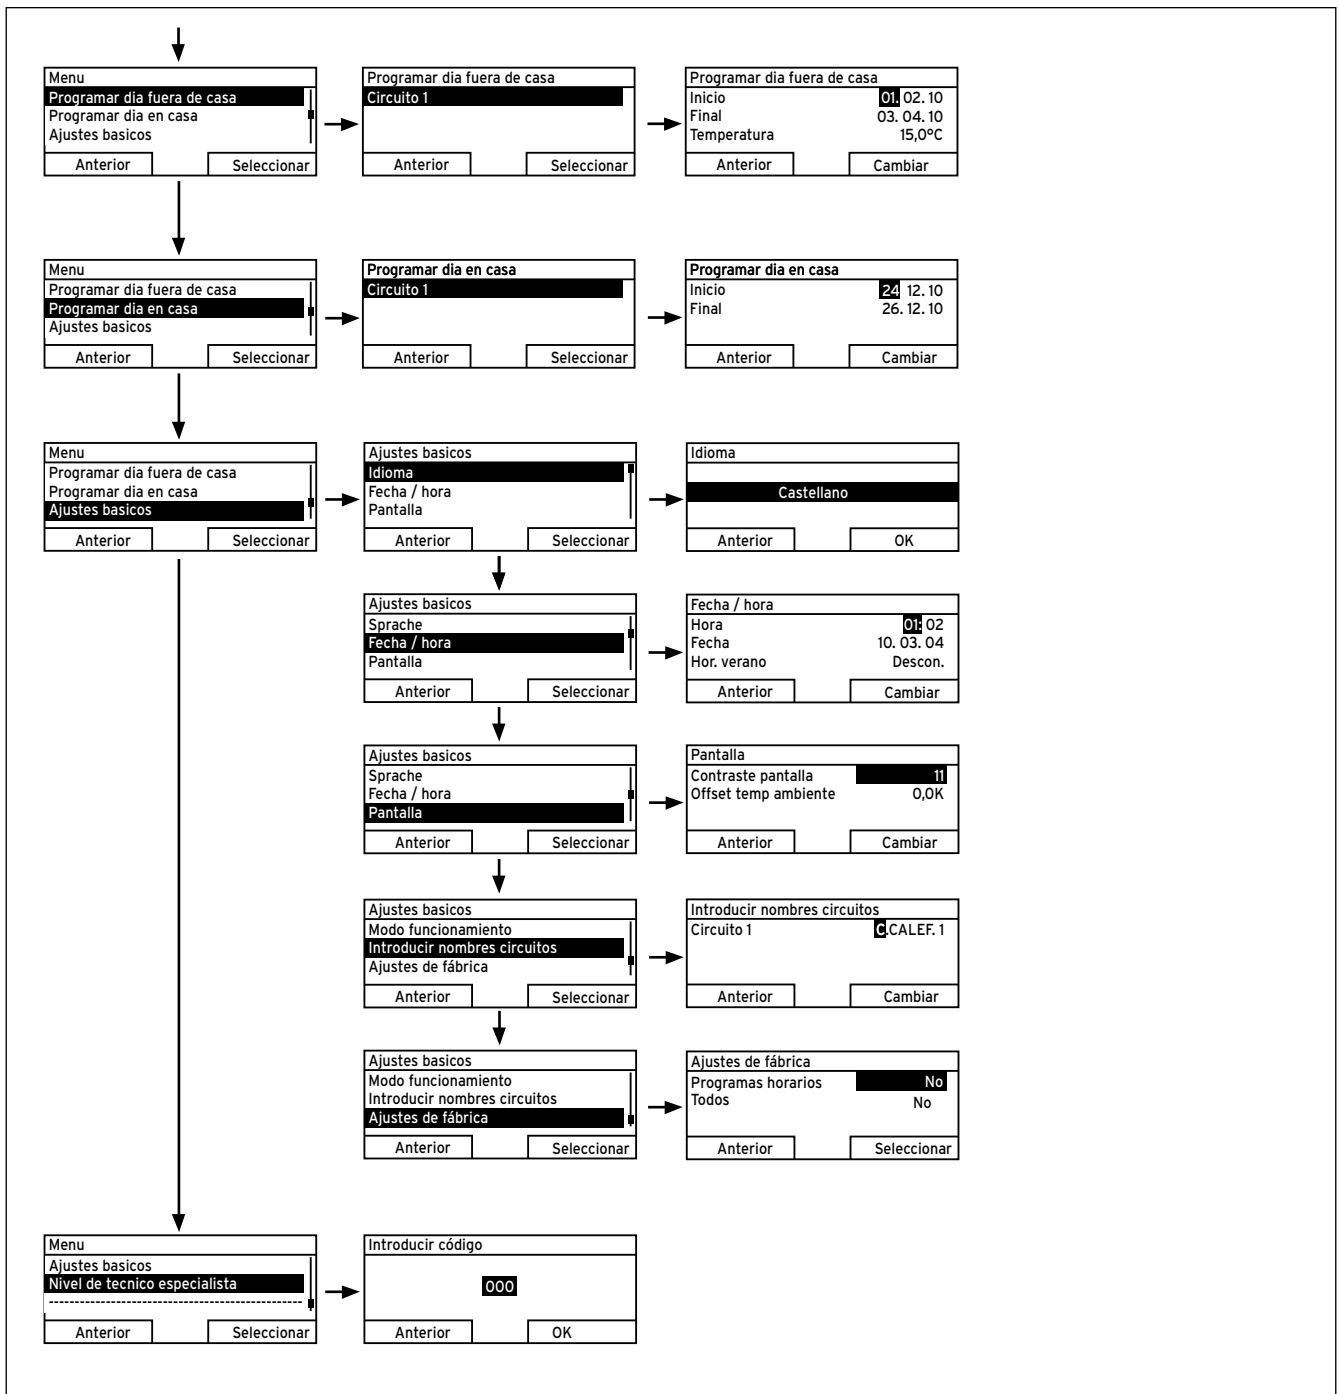 Menu
Programar dia fuera de casa
Programar dia en casa
Ajustes basicos
Anterior
Seleccionar
Programar dia fuera de casa
Circuito 1
Anterior
Seleccionar
Programar dia fuera de casa
Inicio 01. 02. 10
Final 03. 04. 10
Temperatura 15,0°C
Anterior
Cambiar
Menu
Programar dia fuera de casa
Programar dia en casa
Ajustes basicos
Anterior
Seleccionar
Programar dia en casa
Circuito 1
Anterior
Seleccionar
Programar dia en casa
Inicio 24 12. 10
Final 26. 12. 10
Anterior
Cambiar
Menu
Programar dia fuera de casa
Programar dia en casa
Ajustes basicos
Anterior
Seleccionar
Ajustes basicos
Idioma
Fecha / hora
Pantalla
Anterior
Seleccionar
Idioma
Castellano
Anterior
OK
Ajustes basicos
Sprache
Fecha / hora
Pantalla
Anterior
Seleccionar
Fecha / hora
Hora 01: 02
Fecha 10. 03. 04
Hor. verano Descon.
Anterior
Cambiar
Ajustes basicos
Sprache
Fecha / hora
Pantalla
Anterior
Seleccionar
Pantalla
Contraste pantalla 11
Offset temp ambiente 0,0K
Anterior
Cambiar
Ajustes basicos
Modo funcionamiento
Introducir nombres circuitos
Ajustes de fábrica
Anterior
Seleccionar
Introducir nombres circuitos
Circuito 1 C.CALEF. 1
Anterior
Cambiar
Ajustes basicos
Modo funcionamiento
Introducir nombres circuitos
Ajustes de fábrica
Anterior
Seleccionar
Ajustes de fábrica
Programas horarios No
Todos No
Anterior
Seleccionar
Menu
Ajustes basicos
Nivel de tecnico especialista
------------------------------------------------
Anterior
Seleccionar
Introducir código
000
Anterior
OK